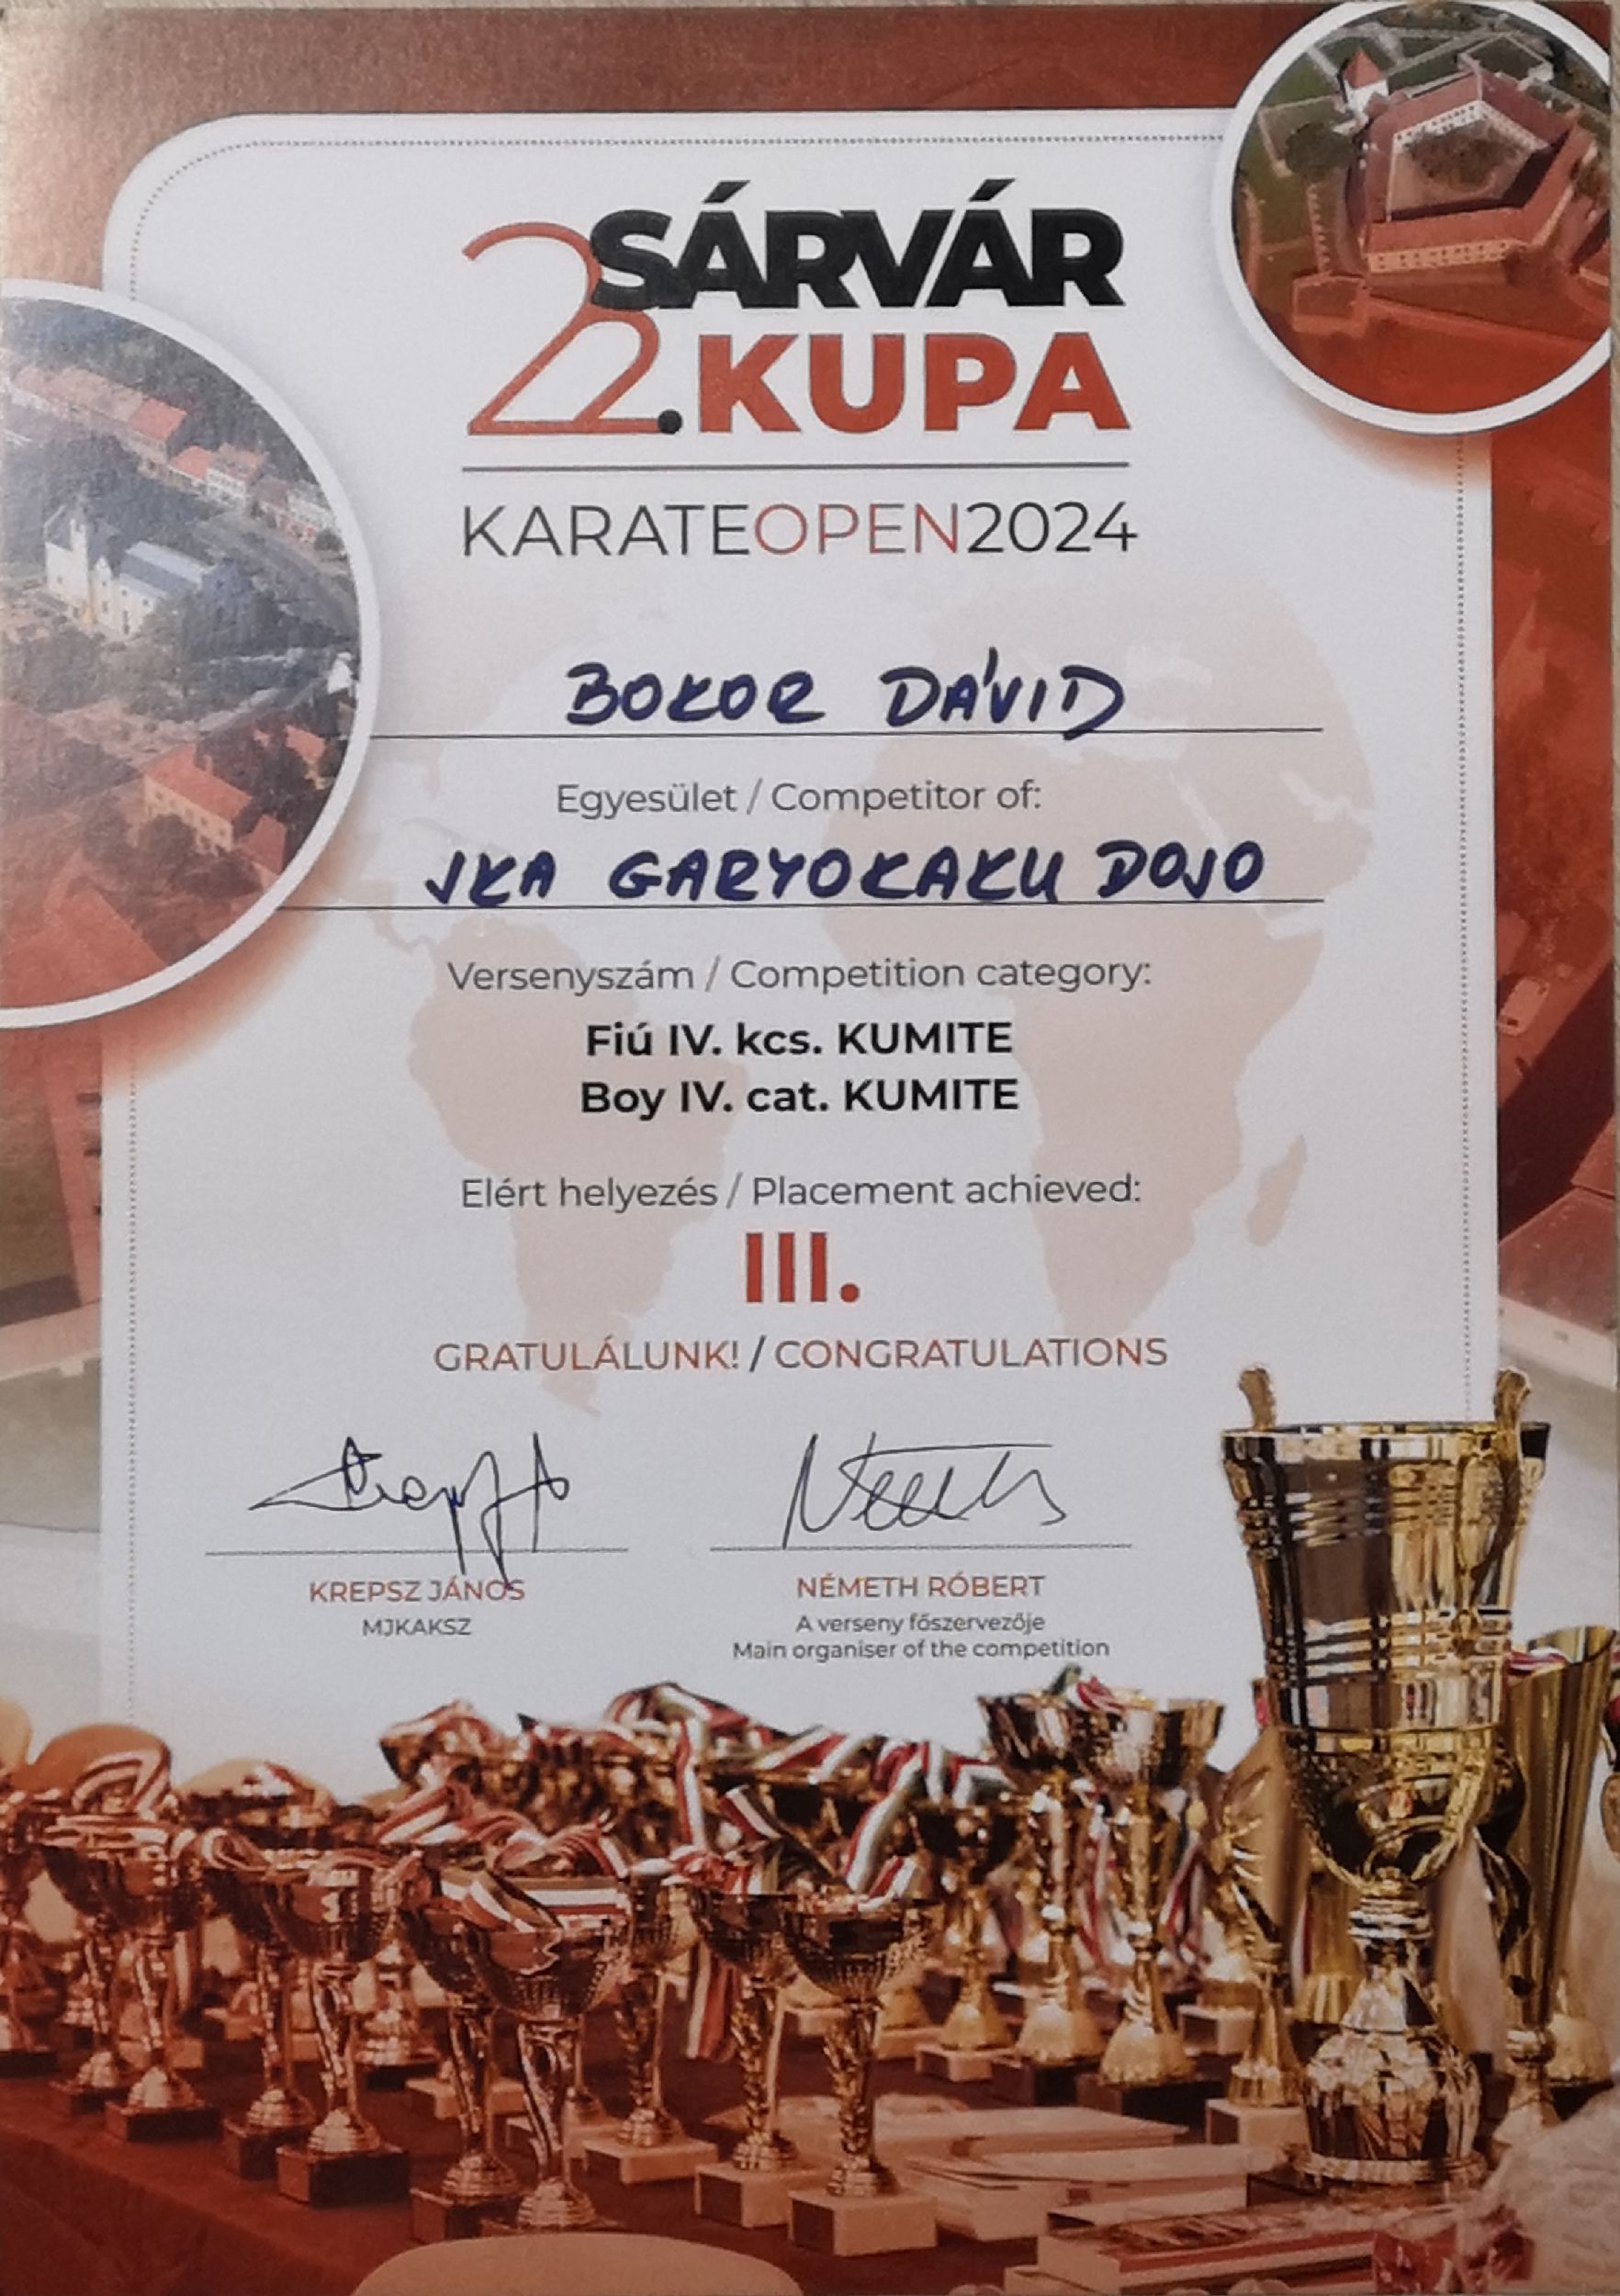 22. SÁRVÁR
KUPA
KARATEOPEN2024
BOKOR DÁVID
Egyesület / Competitor of:
JKA GARYOKAKU DOJO
Versenyszám / Competition category:
Fiú IV. kcs. KUMITE
Boy IV. cat. KUMITE
Elért helyezés / Placement achieved:
III.
GRATULÁLUNK! / CONGRATULATIONS
KREPSZ JÁNOS
MJKAKSZ
NÉMETH RÓBERT
A verseny főszervezője
Main organiser of the competition